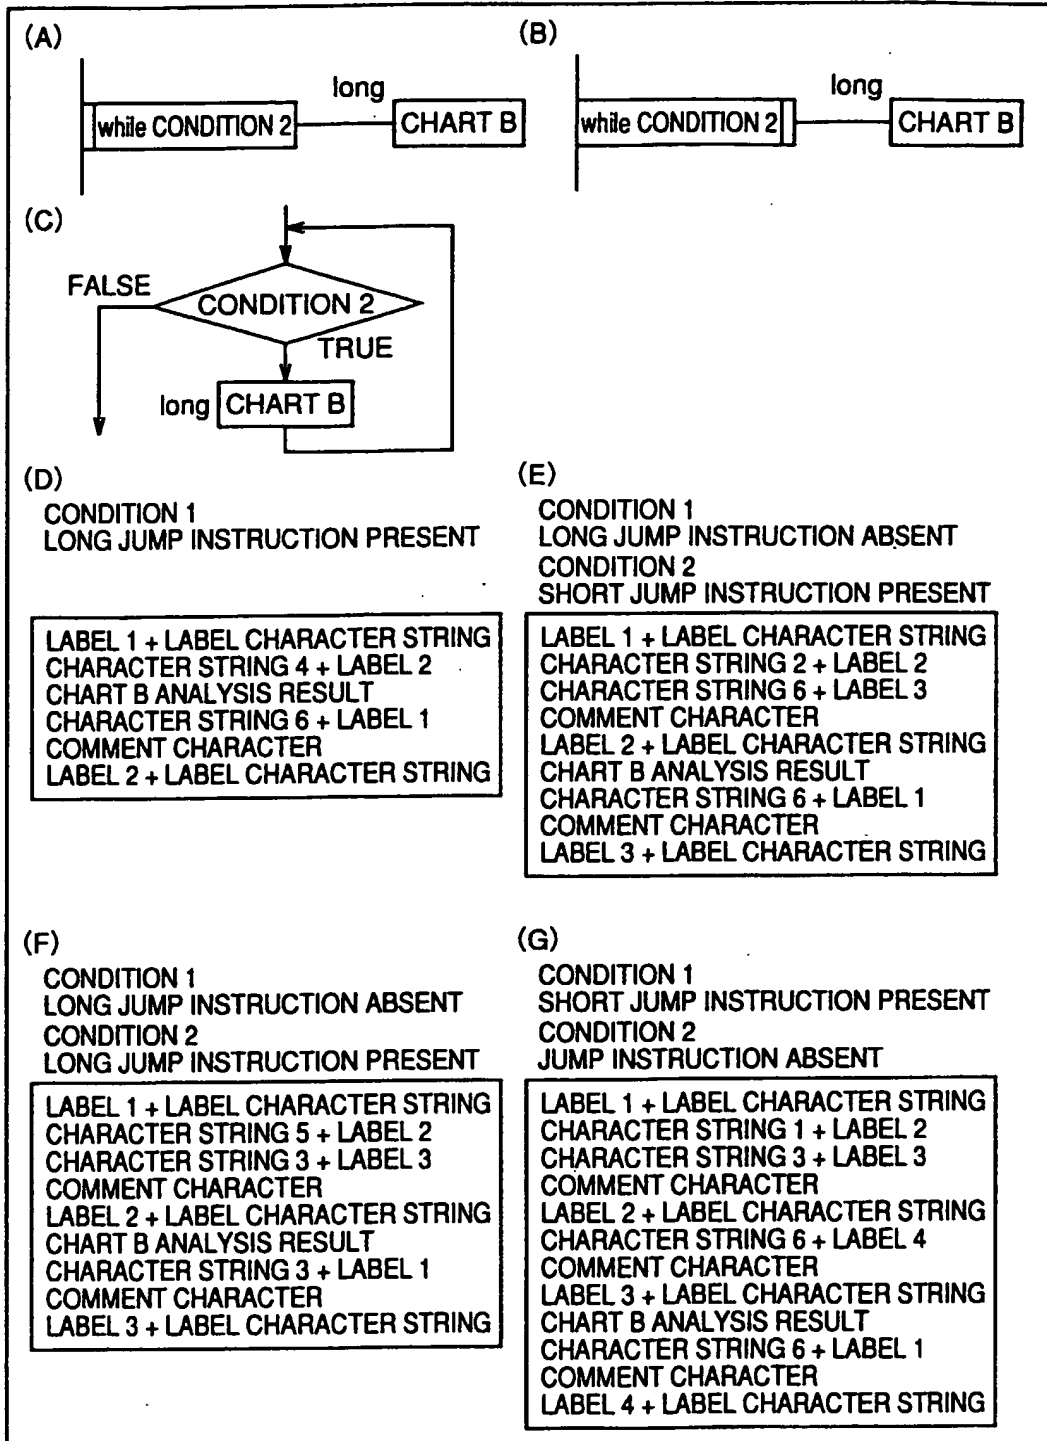 (A)
long
while CONDITION 2
CHART B
(B)
long
while CONDITION 2
CHART B
(C)
FALSE
CONDITION 2
TRUE
long
CHART B
(D)
CONDITION 1
LONG JUMP INSTRUCTION PRESENT
LABEL 1 + LABEL CHARACTER STRING
CHARACTER STRING 4 + LABEL 2
CHART B ANALYSIS RESULT
CHARACTER STRING 6 + LABEL 1
COMMENT CHARACTER
LABEL 2 + LABEL CHARACTER STRING
(E)
CONDITION 1
LONG JUMP INSTRUCTION ABSENT
CONDITION 2
SHORT JUMP INSTRUCTION PRESENT
LABEL 1 + LABEL CHARACTER STRING
CHARACTER STRING 2 + LABEL 2
CHARACTER STRING 6 + LABEL 3
COMMENT CHARACTER
LABEL 2 + LABEL CHARACTER STRING
CHART B ANALYSIS RESULT
CHARACTER STRING 6 + LABEL 1
COMMENT CHARACTER
LABEL 3 + LABEL CHARACTER STRING
(F)
CONDITION 1
LONG JUMP INSTRUCTION ABSENT
CONDITION 2
LONG JUMP INSTRUCTION PRESENT
LABEL 1 + LABEL CHARACTER STRING
CHARACTER STRING 5 + LABEL 2
CHARACTER STRING 3 + LABEL 3
COMMENT CHARACTER
LABEL 2 + LABEL CHARACTER STRING
CHART B ANALYSIS RESULT
CHARACTER STRING 3 + LABEL 1
COMMENT CHARACTER
LABEL 3 + LABEL CHARACTER STRING
(G)
CONDITION 1
SHORT JUMP INSTRUCTION PRESENT
CONDITION 2
JUMP INSTRUCTION ABSENT
LABEL 1 + LABEL CHARACTER STRING
CHARACTER STRING 1 + LABEL 2
CHARACTER STRING 3 + LABEL 3
COMMENT CHARACTER
LABEL 2 + LABEL CHARACTER STRING
CHARACTER STRING 6 + LABEL 4
COMMENT CHARACTER
LABEL 3 + LABEL CHARACTER STRING
CHART B ANALYSIS RESULT
CHARACTER STRING 6 + LABEL 1
COMMENT CHARACTER
LABEL 4 + LABEL CHARACTER STRING